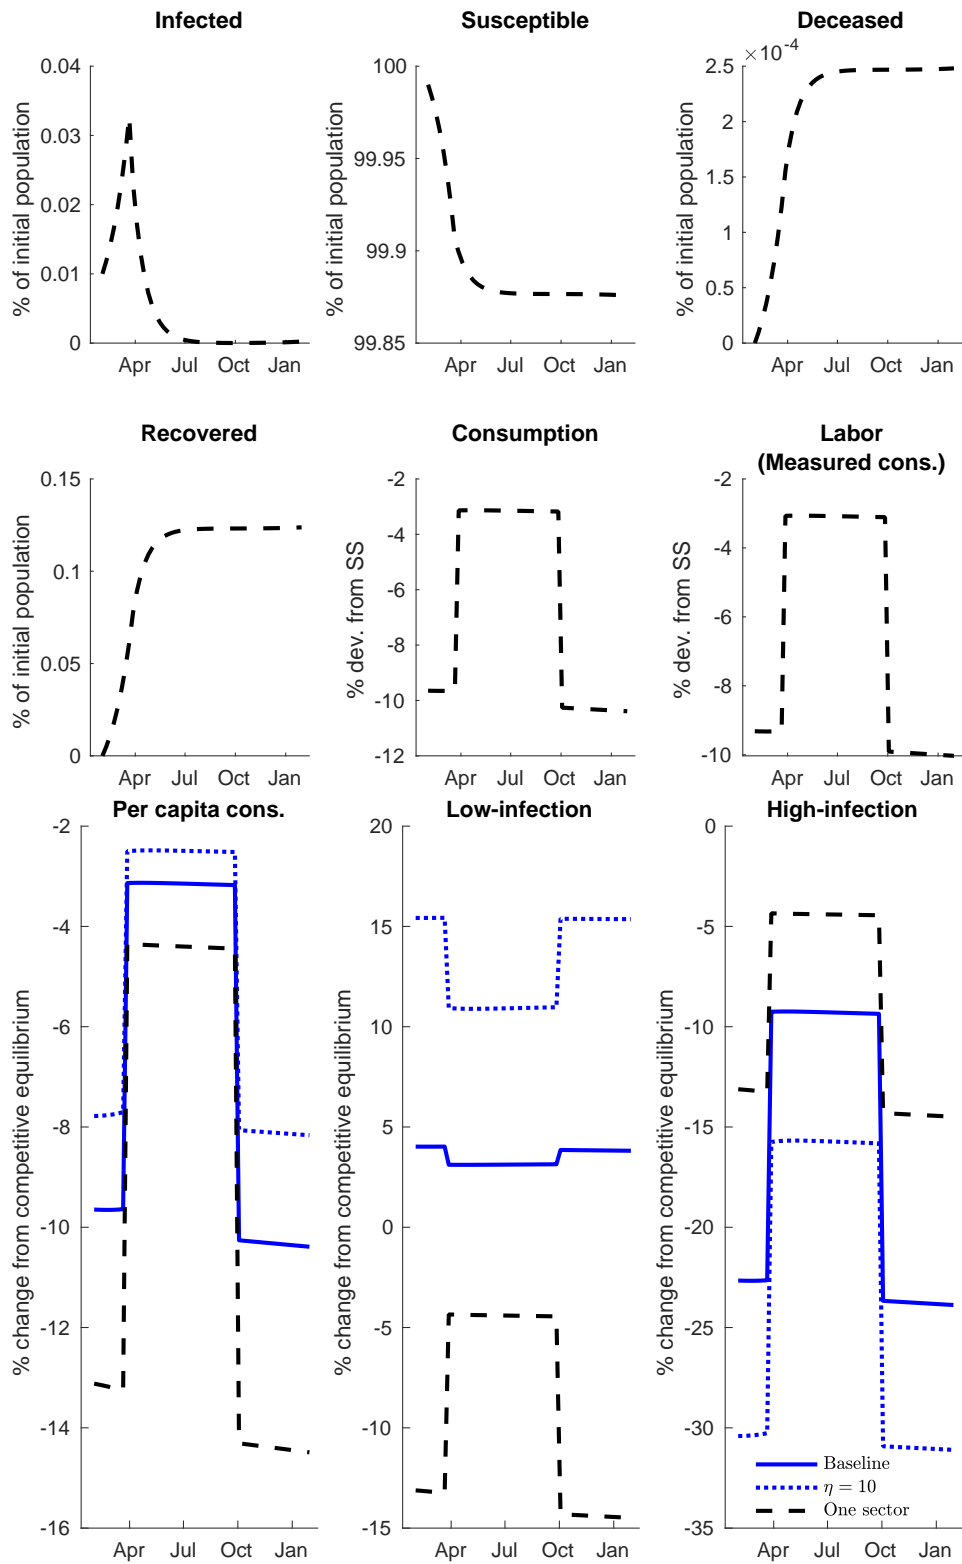 Infected
Susceptible
Deceased
% of initial population
0.04
0.03
0.02
0.01
0
Apr
Jul
Oct
Jan
% of initial population
100
99.95
99.9
99.85
Apr
Jul
Oct
Jan
% of initial population
×10⁻⁴
2.5
2
1.5
1
0.5
0
Apr
Jul
Oct
Jan
Recovered
Consumption
Labor
(Measured cons.)
% of initial population
0.15
0.1
0.05
0
Apr
Jul
Oct
Jan
% dev. from SS
-2
-4
-6
-8
-10
-12
Apr
Jul
Oct
Jan
% dev. from SS
-2
-4
-6
-8
-10
Apr
Jul
Oct
Jan
Per capita cons.
Low-infection
High-infection
% change from competitive equilibrium
-2
-4
-6
-8
-10
-12
-14
-16
Apr
Jul
Oct
Jan
% change from competitive equilibrium
20
15
10
5
0
-5
-10
-15
Apr
Jul
Oct
Jan
% change from competitive equilibrium
0
-5
-10
-15
-20
-25
-30
-35
Apr
Jul
Oct
Jan
Baseline
η = 10
One sector